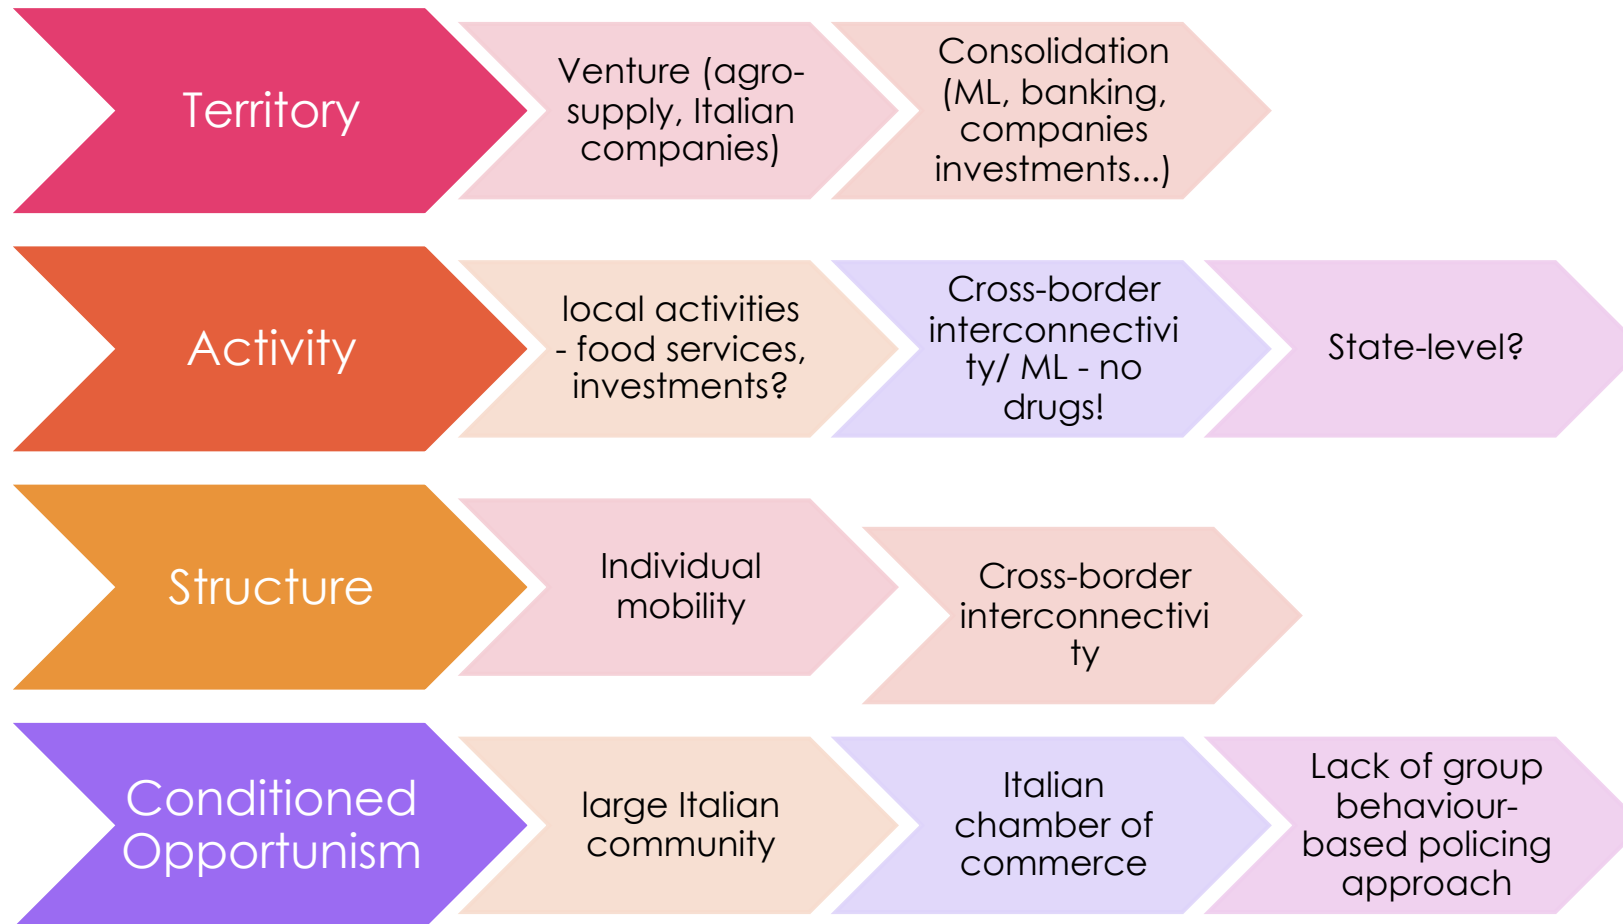 Territory
Venture (agro-
supply, Italian
companies)
Consolidation
(ML, banking,
companies
investments...)
Activity
local activities
- food services,
investments?
Cross-border
interconnectivi
ty/ ML - no
drugs!
State-level?
Structure
Individual
mobility
Cross-border
interconnectivi
ty
Conditioned
Opportunism
large Italian
community
Italian
chamber of
commerce
Lack of group
behaviour-
based policing
approach